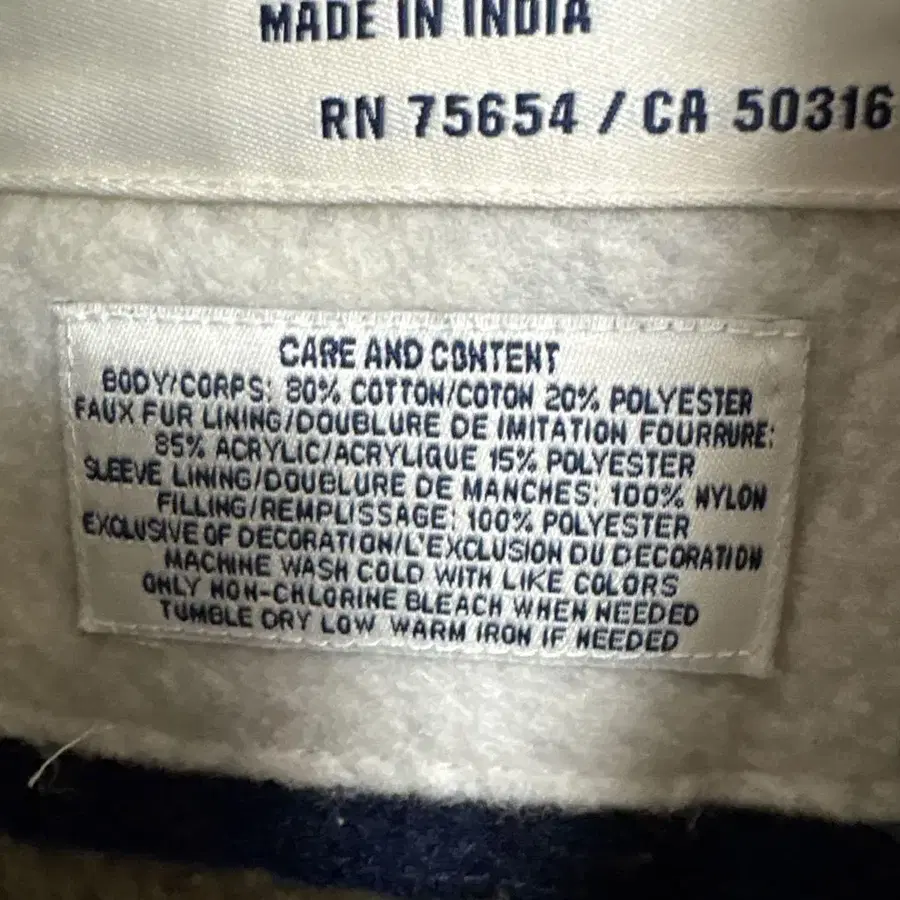 MADE IN INDIA
RN 75654 / CA 50316
CARE AND CONTENT
BODY/CORPS: 80% COTTON/COTON 20% POLYESTER
FAUX FUR LINING/DOUBLURE DE IMITATION FOURRURE:
85% ACRYLIC/ACRYLIQUE 15% POLYESTER
SLEEVE LINING/DOUBLURE DE MANCHES: 100% NYLON
FILLING/REMPLISSAGE: 100% POLYESTER
EXCLUSIVE OF DECORATION/L'EXCLUSION DU DECORATION
MACHINE WASH COLD WITH LIKE COLORS
ONLY NON-CHLORINE BLEACH WHEN NEEDED
TUMBLE DRY LOW WARM IRON IF NEEDED